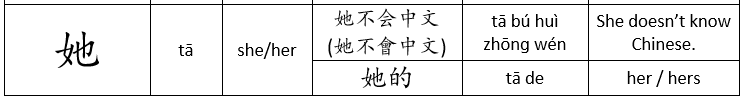 她
tā
she/her
她不会中文
(她不會中文)
tā bú huì
zhōng wén
She doesn’t know
Chinese.
她的
tā de
her / hers